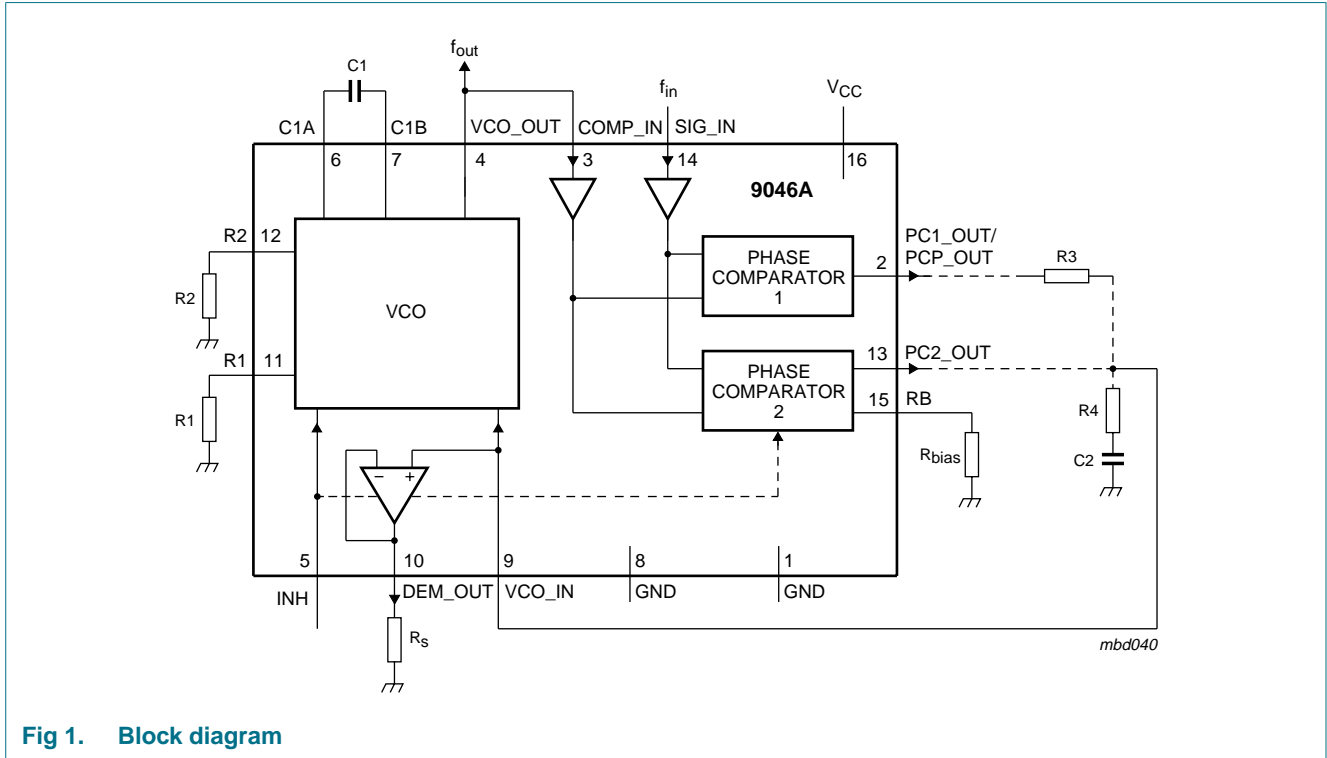 f_out
C1
f_in
V_CC
C1A
C1B
VCO_OUT
COMP_IN
SIG_IN
6
7
4
3
14
16
9046A
R2
12
PHASE COMPARATOR 1
2
PC1_OUT/
PCP_OUT
R3
R2
VCO
13
PC2_OUT
R1
11
PHASE COMPARATOR 2
15
RB
R4
R1
R_bias
C2
−
+
5
10
9
8
1
INH
DEM_OUT
VCO_IN
GND
GND
R_S
mbd040
Fig 1. Block diagram